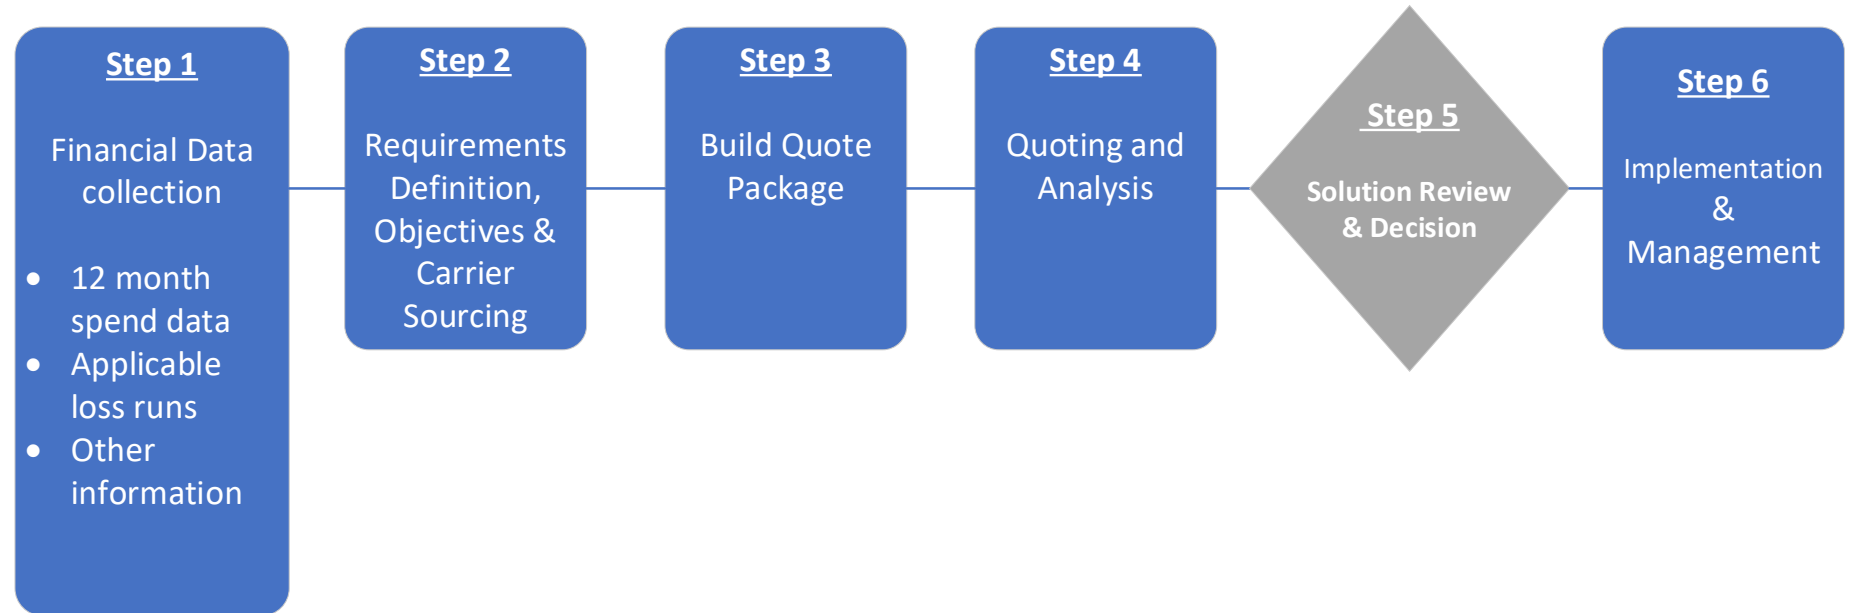 Step 1
Financial Data
collection
• 12 month
spend data
• Applicable
loss runs
• Other
information
Step 2
Requirements
Definition,
Objectives &
Carrier
Sourcing
Step 3
Build Quote
Package
Step 4
Quoting and
Analysis
Step 5
Solution Review
& Decision
Step 6
Implementation
&
Management